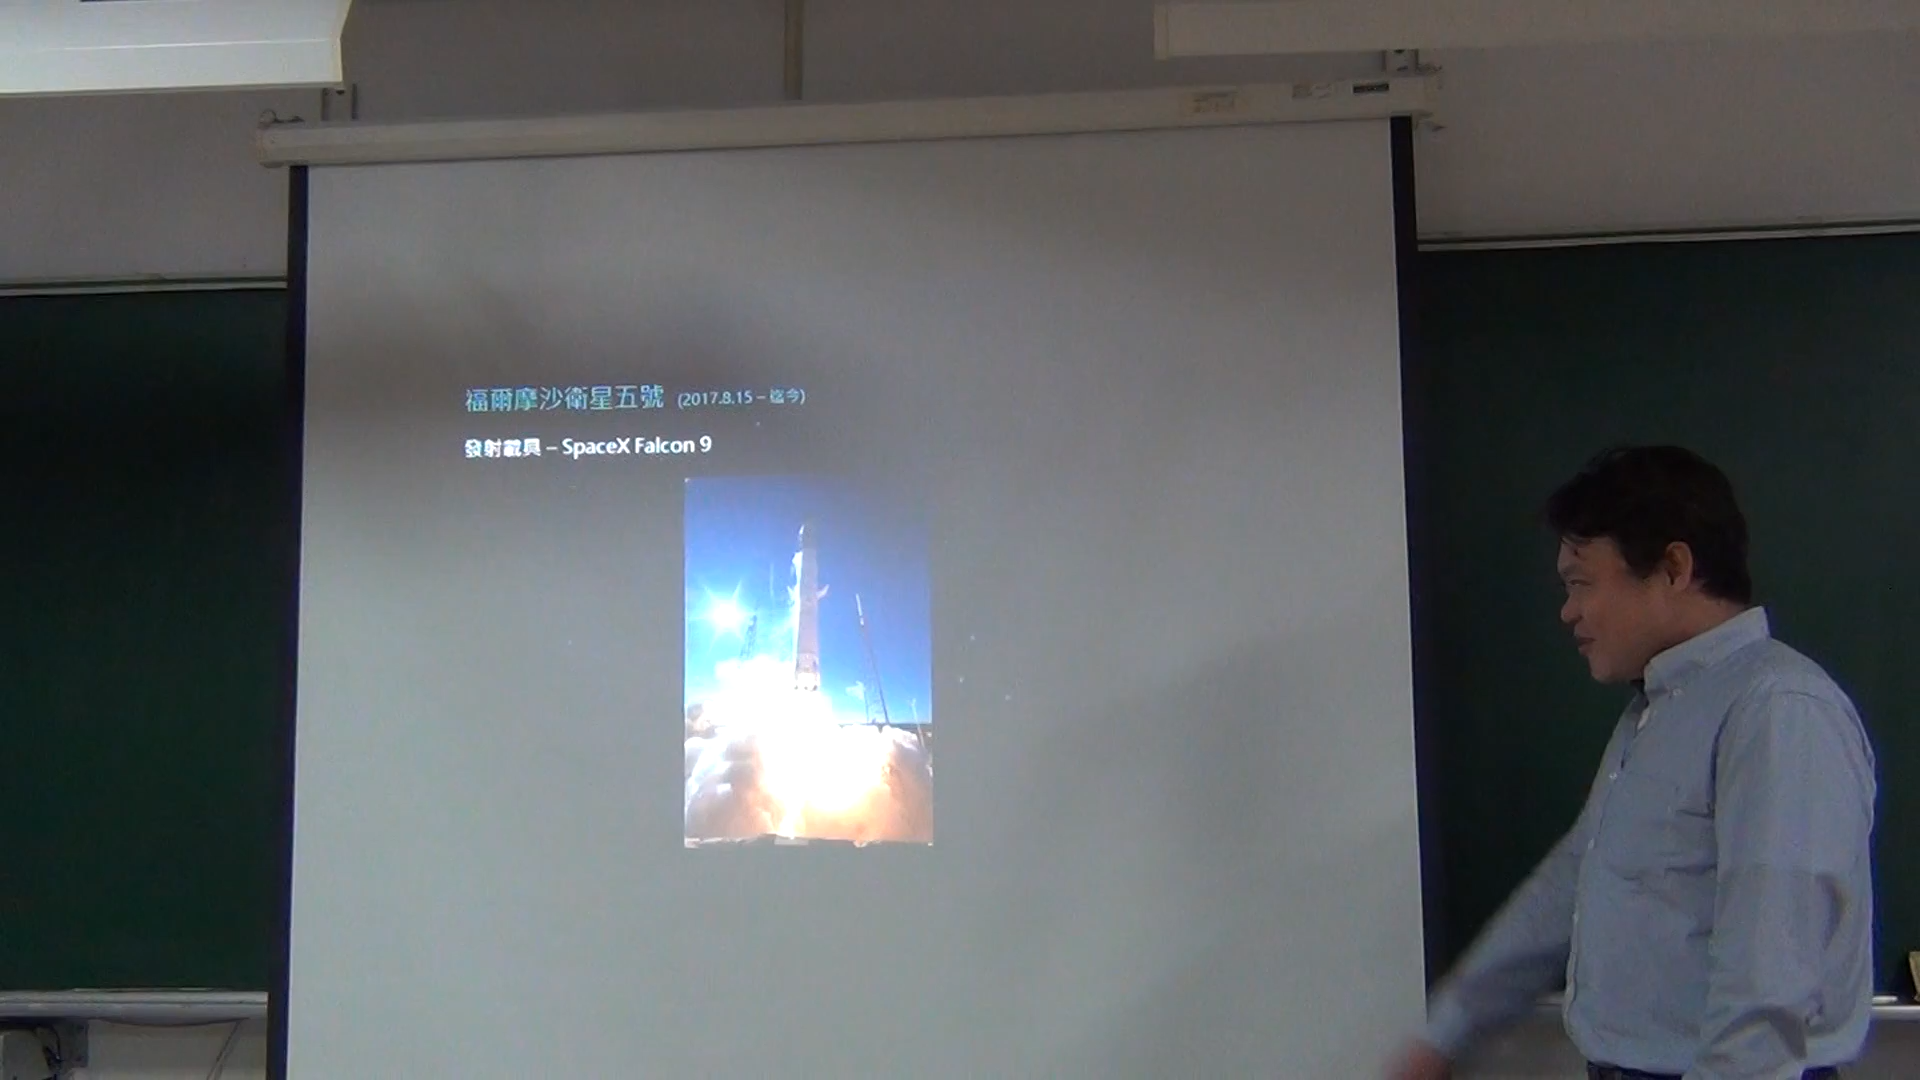 福爾摩沙衛星五號 (2017.8.15 – 迄今)
發射載具 – SpaceX Falcon 9